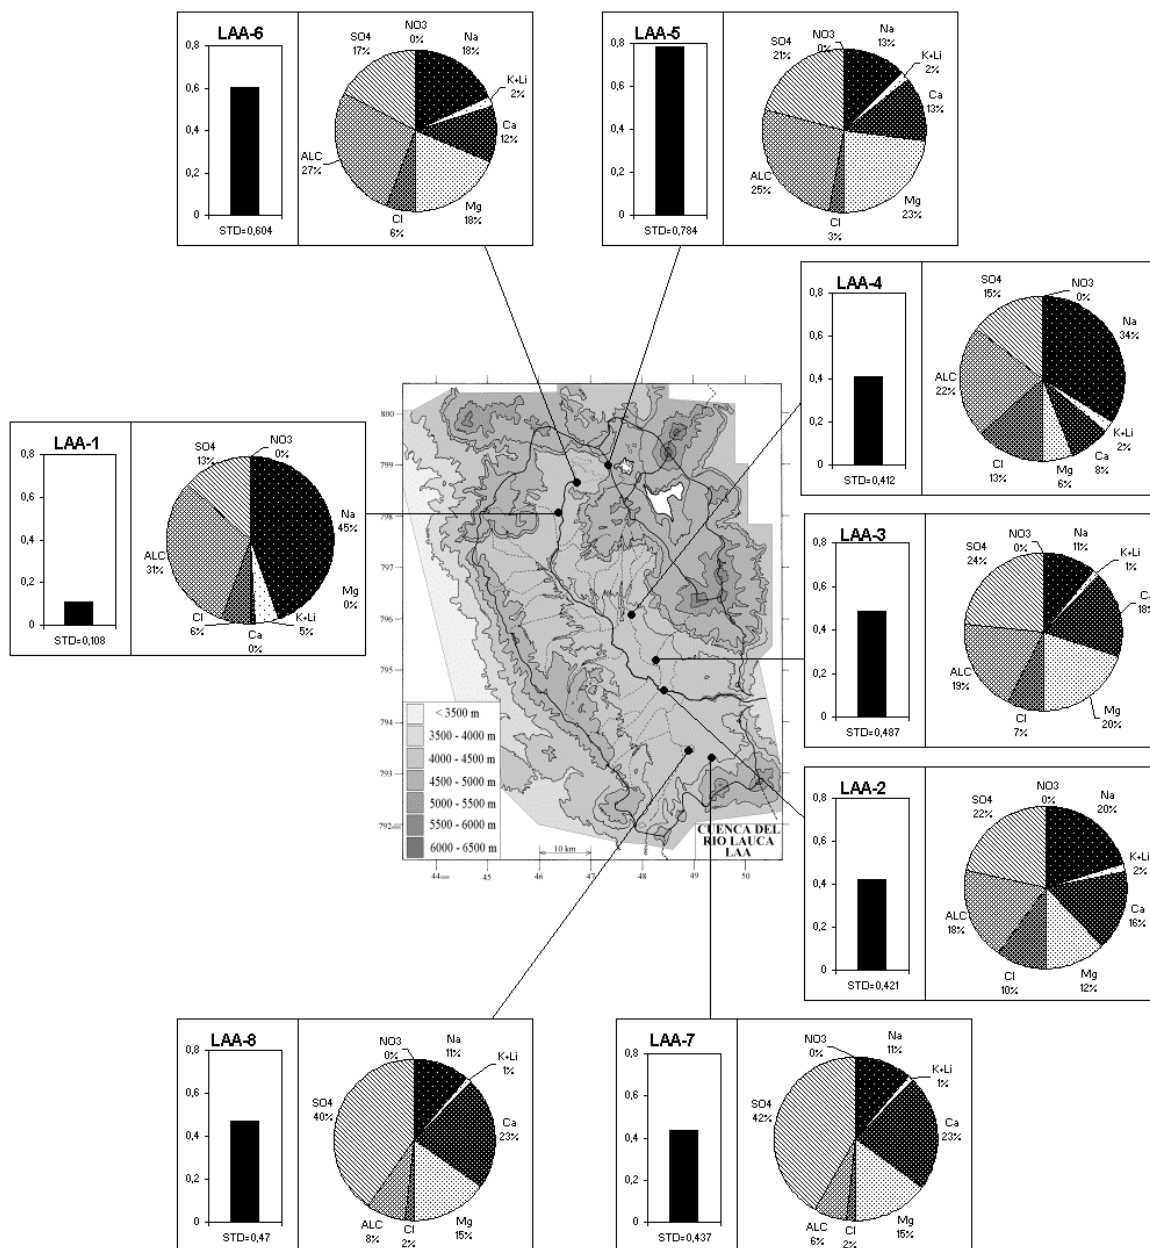 LAA-6
0,8
0,6
0,4
0,2
0
STD=0,604
NO3
0%
Na
18%
K+Li
2%
Ca
12%
Mg
18%
Cl
6%
ALC
27%
SO4
17%
LAA-5
0,8
0,6
0,4
0,2
0
STD=0,784
NO3
0%
Na
13%
K+Li
2%
Ca
13%
Mg
23%
Cl
3%
ALC
25%
SO4
21%
LAA-4
0,8
0,6
0,4
0,2
0
STD=0,412
NO3
0%
Na
34%
K+Li
2%
Ca
8%
Mg
6%
Cl
13%
ALC
22%
SO4
15%
LAA-1
0,8
0,6
0,4
0,2
0
STD=0,108
NO3
0%
Na
45%
Mg
0%
K+Li
5%
Ca
0%
Cl
6%
ALC
31%
SO4
13%
LAA-3
0,8
0,6
0,4
0,2
0
STD=0,487
NO3
0%
Na
11%
K+Li
1%
18%
Mg
20%
Cl
7%
ALC
19%
SO4
24%
800
799
798
797
796
795
794
793
792
< 3500 m
3500 - 4000 m
4000 - 4500 m
4500 - 5000 m
5000 - 5500 m
5500 - 6000 m
6000 - 6500 m
10 km
CUENCA DEL
RIO LAUCA
LAA
44
45
46
47
48
49
50
LAA-2
0,8
0,6
0,4
0,2
0
STD=0,421
NO3
0%
Na
20%
K+Li
2%
Ca
16%
Mg
12%
Cl
10%
ALC
18%
SO4
22%
LAA-8
0,8
0,6
0,4
0,2
0
STD=0,47
NO3
0%
Na
11%
K+Li
1%
Ca
23%
Mg
15%
Cl
2%
ALC
8%
SO4
40%
LAA-7
0,8
0,6
0,4
0,2
0
STD=0,437
NO3
0%
Na
11%
K+Li
1%
Ca
23%
Mg
15%
Cl
2%
ALC
6%
SO4
42%